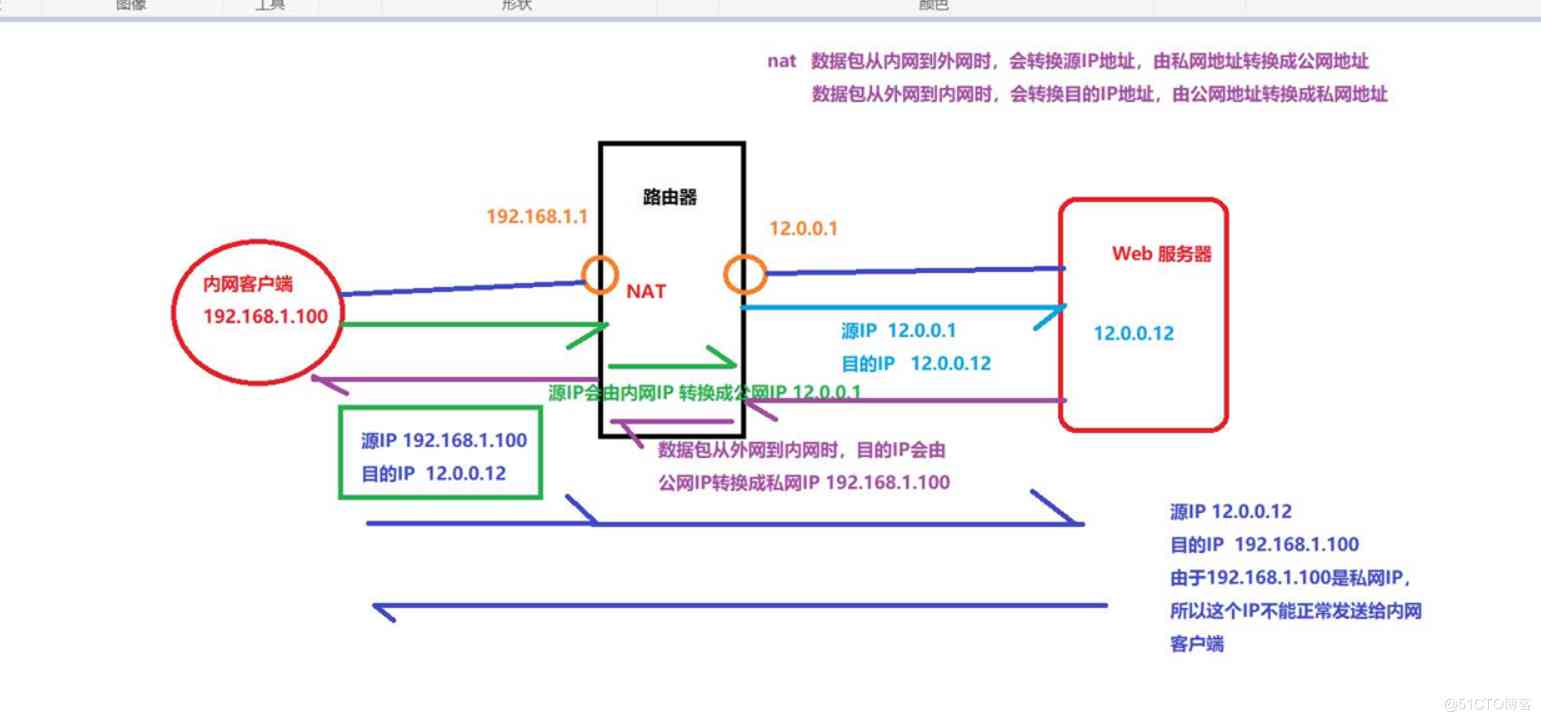 图像
工具
形状
颜色
nat 数据包从内网到外网时，会转换源IP地址，由私网地址转换成公网地址
数据包从外网到内网时，会转换目的IP地址，由公网地址转换成私网地址
路由器
192.168.1.1
12.0.0.1
Web 服务器
内网客户端
192.168.1.100
NAT
源IP 12.0.0.1
目的IP 12.0.0.12
12.0.0.12
源IP会由内网IP 转换成公网IP 12.0.0.1
源IP 192.168.1.100
目的IP 12.0.0.12
数据包从外网到内网时，目的IP会由
公网IP转换成私网IP 192.168.1.100
源IP 12.0.0.12
目的IP 192.168.1.100
由于192.168.1.100是私网IP，
所以这个IP不能正常发送给内网
客户端
@51CTO博客